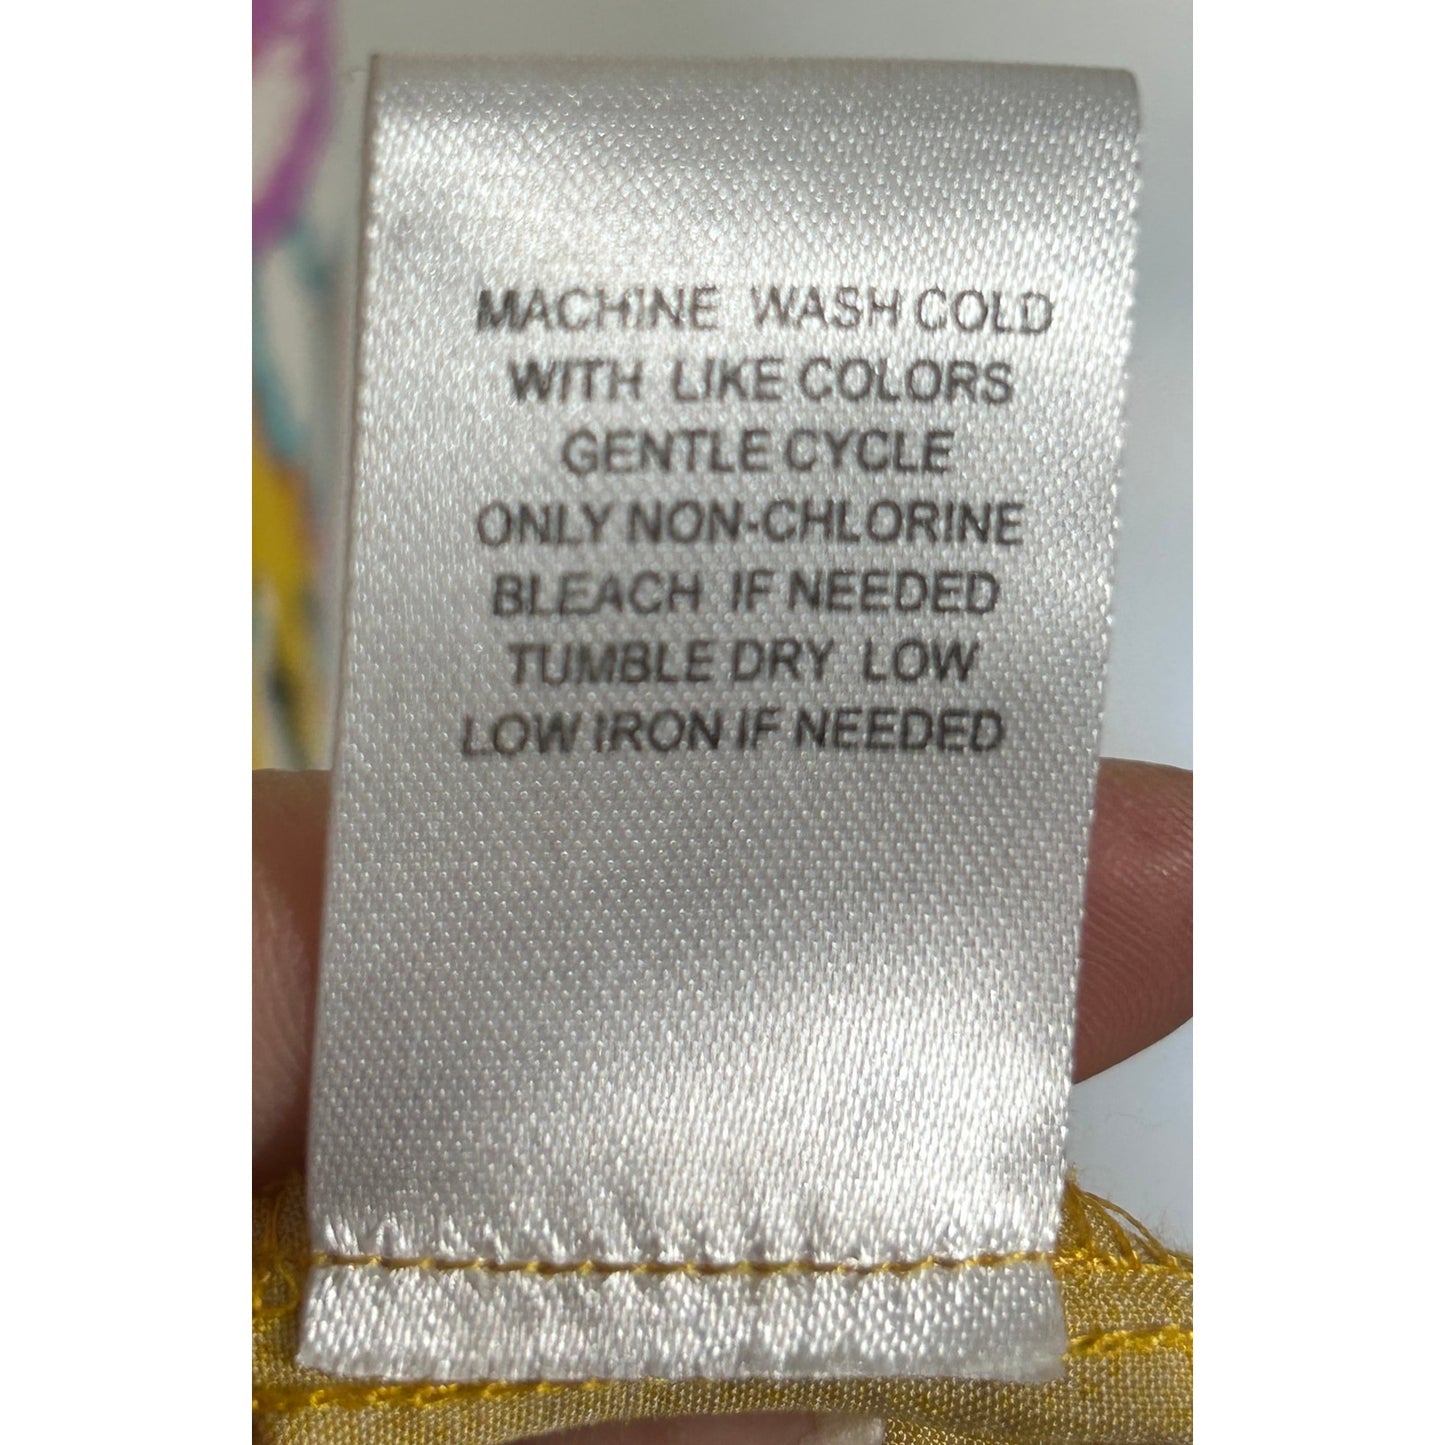 MACHINE WASH COLD
WITH LIKE COLORS
GENTLE CYCLE
ONLY NON-CHLORINE
BLEACH IF NEEDED
TUMBLE DRY LOW
LOW IRON IF NEEDED